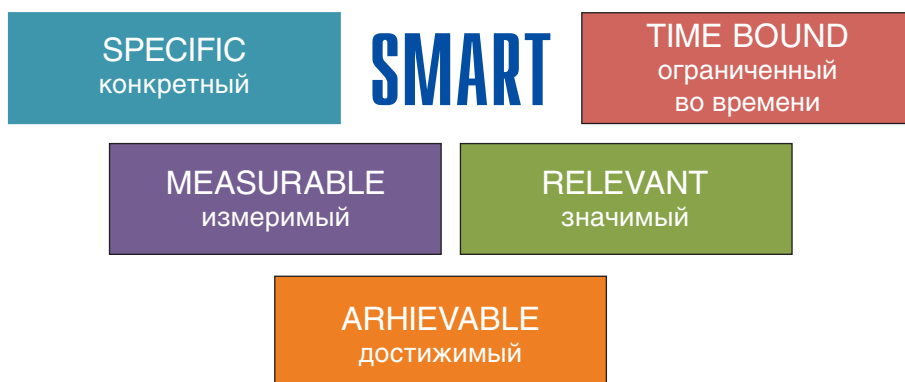 SPECIFIC
конкретный
SMART
TIME BOUND
ограниченный
во времени
MEASURABLE
измеримый
RELEVANT
значимый
ARHIEVABLE
достижимый